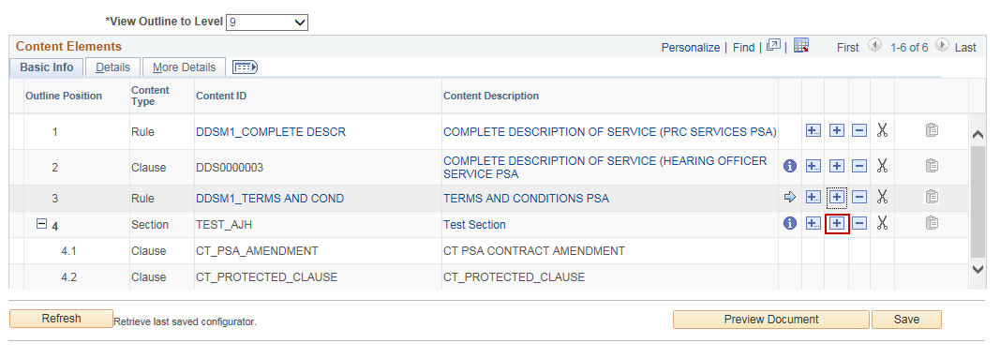 *View Outline to Level 9
Content Elements Personalize | Find | | First 1-6 of 6 Last
Basic Info Details More Details
Outline Position Content Type Content ID Content Description
1 Rule DDSM1_COMPLETE DESCR COMPLETE DESCRIPTION OF SERVICE (PRC SERVICES PSA)
2 Clause DDS0000003 COMPLETE DESCRIPTION OF SERVICE (HEARING OFFICER
SERVICE PSA
3 Rule DDSM1_TERMS AND COND TERMS AND CONDITIONS PSA
4 Section TEST_AJH Test Section
4.1 Clause CT_PSA_AMENDMENT CT PSA CONTRACT AMENDMENT
4.2 Clause CT_PROTECTED_CLAUSE CT_PROTECTED_CLAUSE
Refresh Retrieve last saved configurator. Preview Document Save